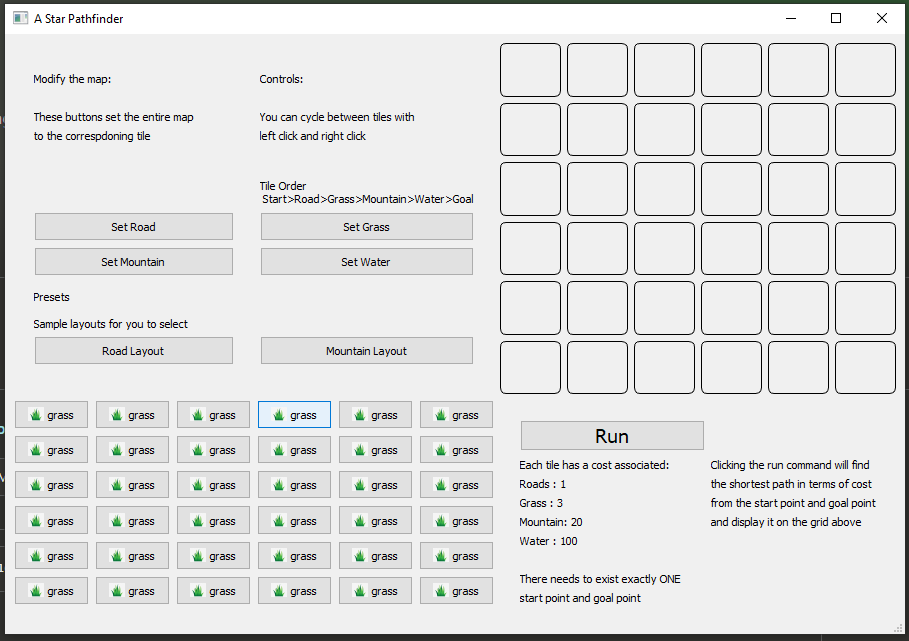 A Star Pathfinder
Modify the map:
These buttons set the entire map
to the correspdoning tile
Controls:
You can cycle between tiles with
left click and right click
Tile Order
Start>Road>Grass>Mountain>Water>Goal
Set Road
Set Grass
Set Mountain
Set Water
Presets
Sample layouts for you to select
Road Layout
Mountain Layout
grass grass grass grass grass grass
grass grass grass grass grass grass
grass grass grass grass grass grass
grass grass grass grass grass grass
grass grass grass grass grass grass
grass grass grass grass grass grass
Run
Each tile has a cost associated:
Roads : 1
Grass : 3
Mountain: 20
Water : 100
There needs to exist exactly ONE
start point and goal point
Clicking the run command will find
the shortest path in terms of cost
from the start point and goal point
and display it on the grid above